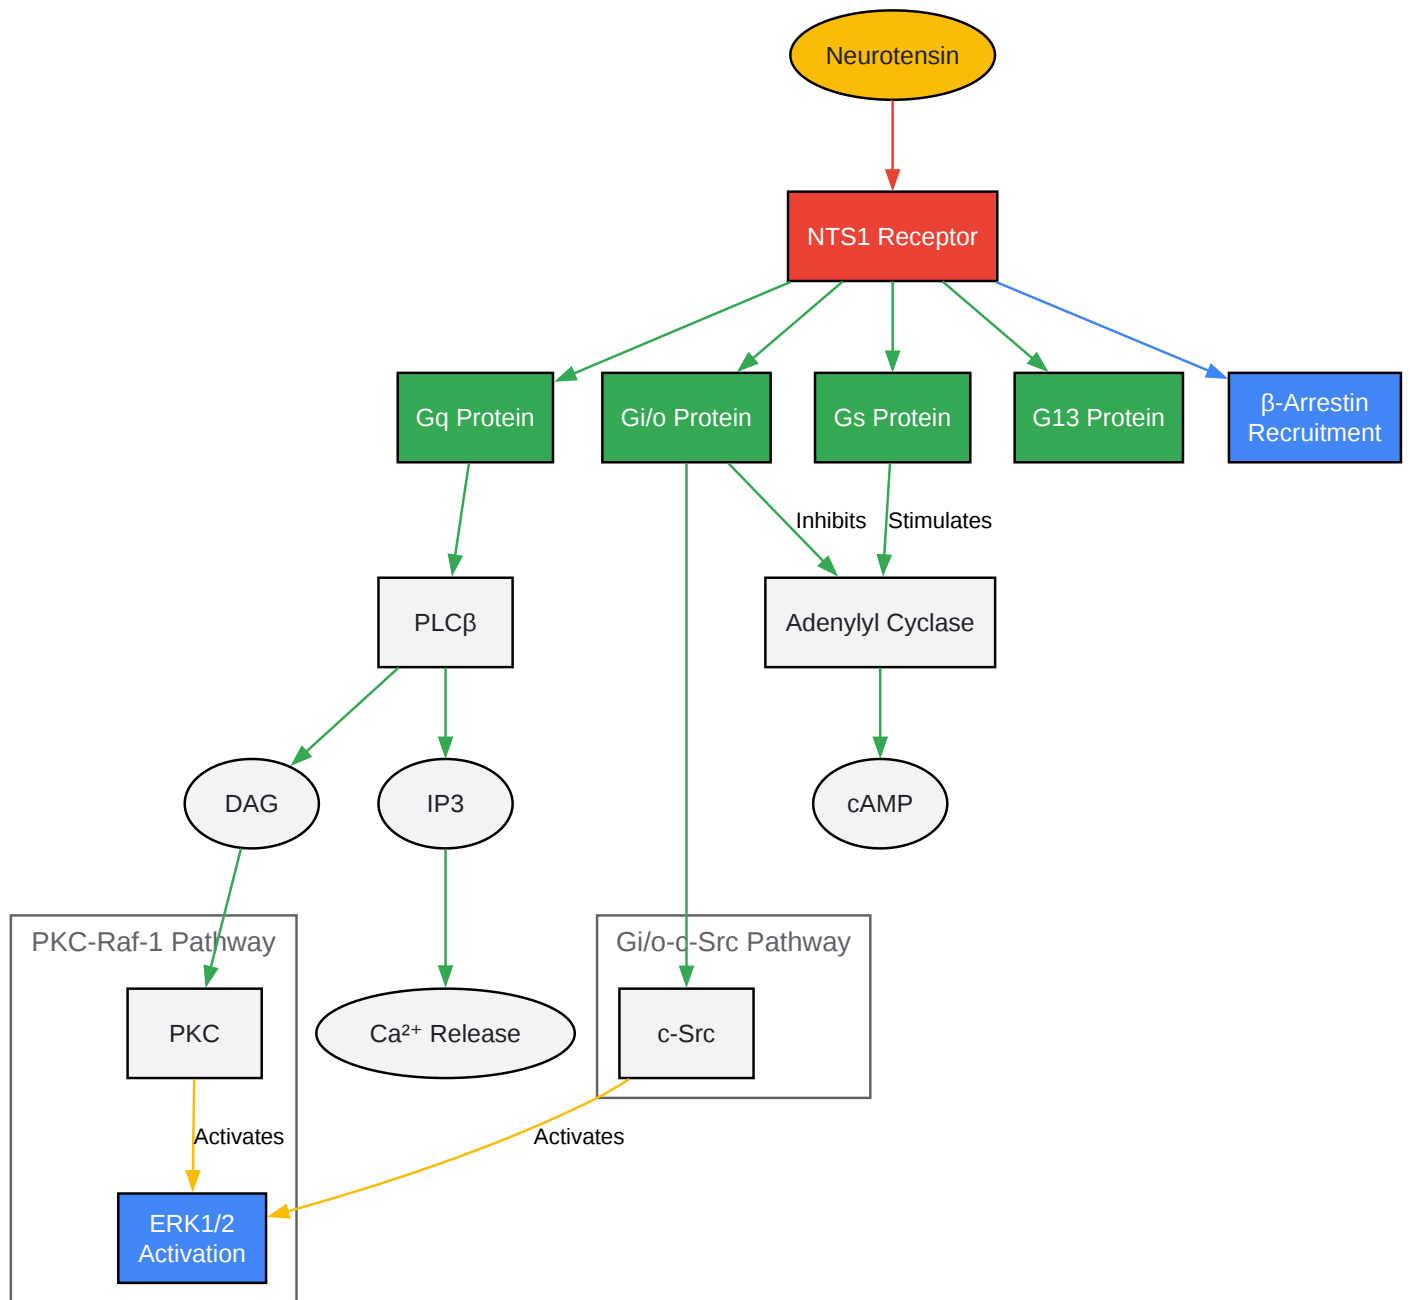 Neurotensin
NTS1 Receptor
Gq Protein
Gi/o Protein
Gs Protein
G13 Protein
β-Arrestin
Recruitment
Inhibits
Stimulates
PLCβ
Adenylyl Cyclase
DAG
IP3
cAMP
PKC-Raf-1 Pathway
Gi/o-c-Src Pathway
PKC
Ca²⁺ Release
c-Src
Activates
Activates
ERK1/2
Activation